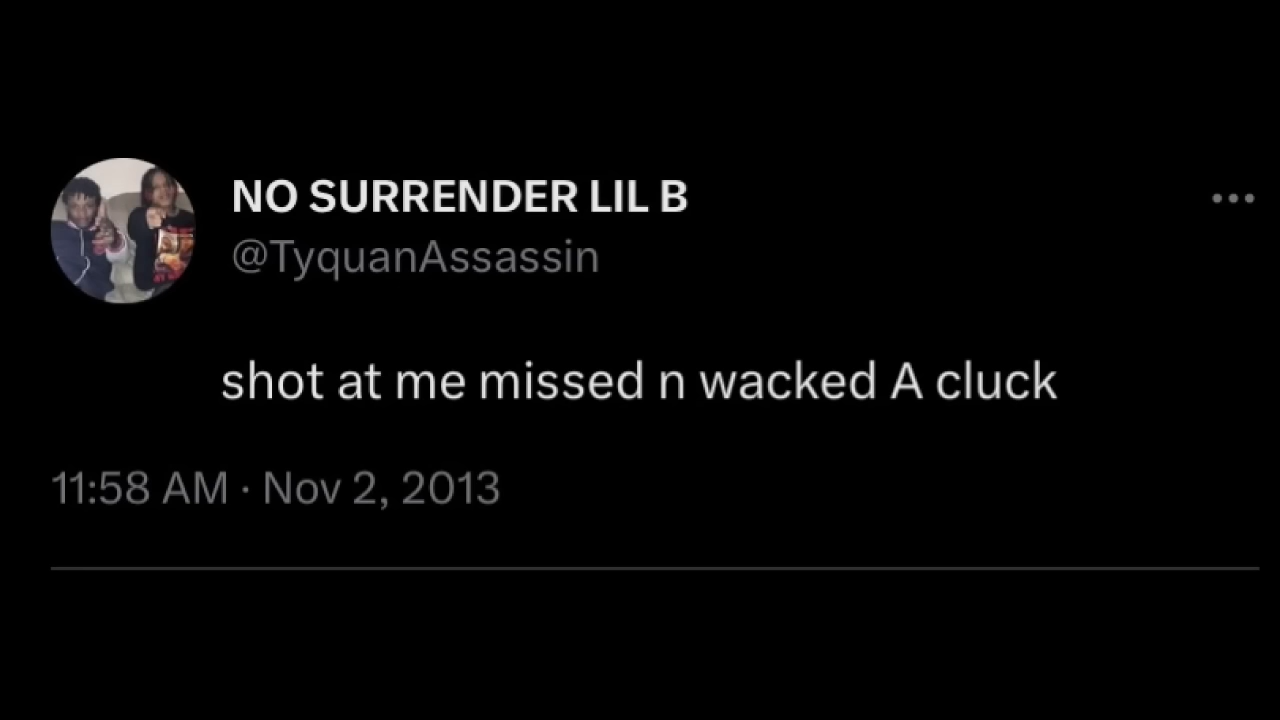 NO SURRENDER LIL B
@TyquanAssassin
shot at me missed n wacked A cluck
11:58 AM · Nov 2, 2013